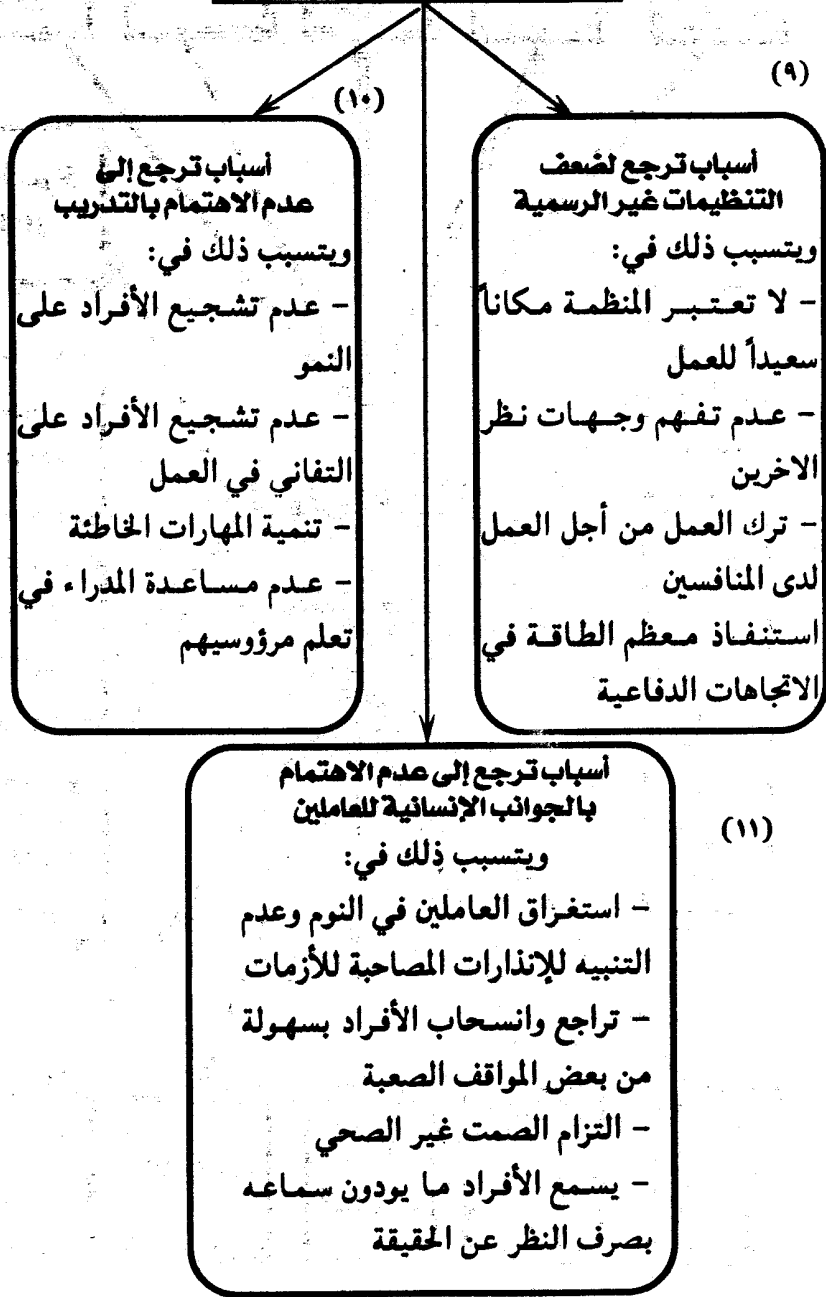 (٩)
أسباب ترجع لضعف
التنظيمات غير الرسمية
ويتسبب ذلك في:
- لا تعتبر المنظمة مكاناً
سعيداً للعمل
- عدم تفهم وجهات نظر
الاخرين
- ترك العمل من أجل العمل
لدى المنافسين
استنفاذ معظم الطاقة في
الاتجاهات الدفاعية
(١٠)
أسباب ترجع إلى
عدم الاهتمام بالتدريب
ويتسبب ذلك في:
- عدم تشجيع الأفراد على
النمو
- عدم تشجيع الأفراد على
التفاني في العمل
- تنمية المهارات الخاطئة
- عدم مساعدة المدراء في
تعلم مرؤوسيهم
(١١)
أسباب ترجع إلى عدم الاهتمام
بالجوانب الإنسانية للعاملين
ويتسبب ذلك في:
- استغراق العاملين في النوم وعدم
التنبيه للإنذارات المصاحبة للأزمات
- تراجع وانسحاب الأفراد بسهولة
من بعض المواقف الصعبة
- التزام الصمت غير الصحي
- يسمع الأفراد ما يودون سماعه
بصرف النظر عن الحقيقة